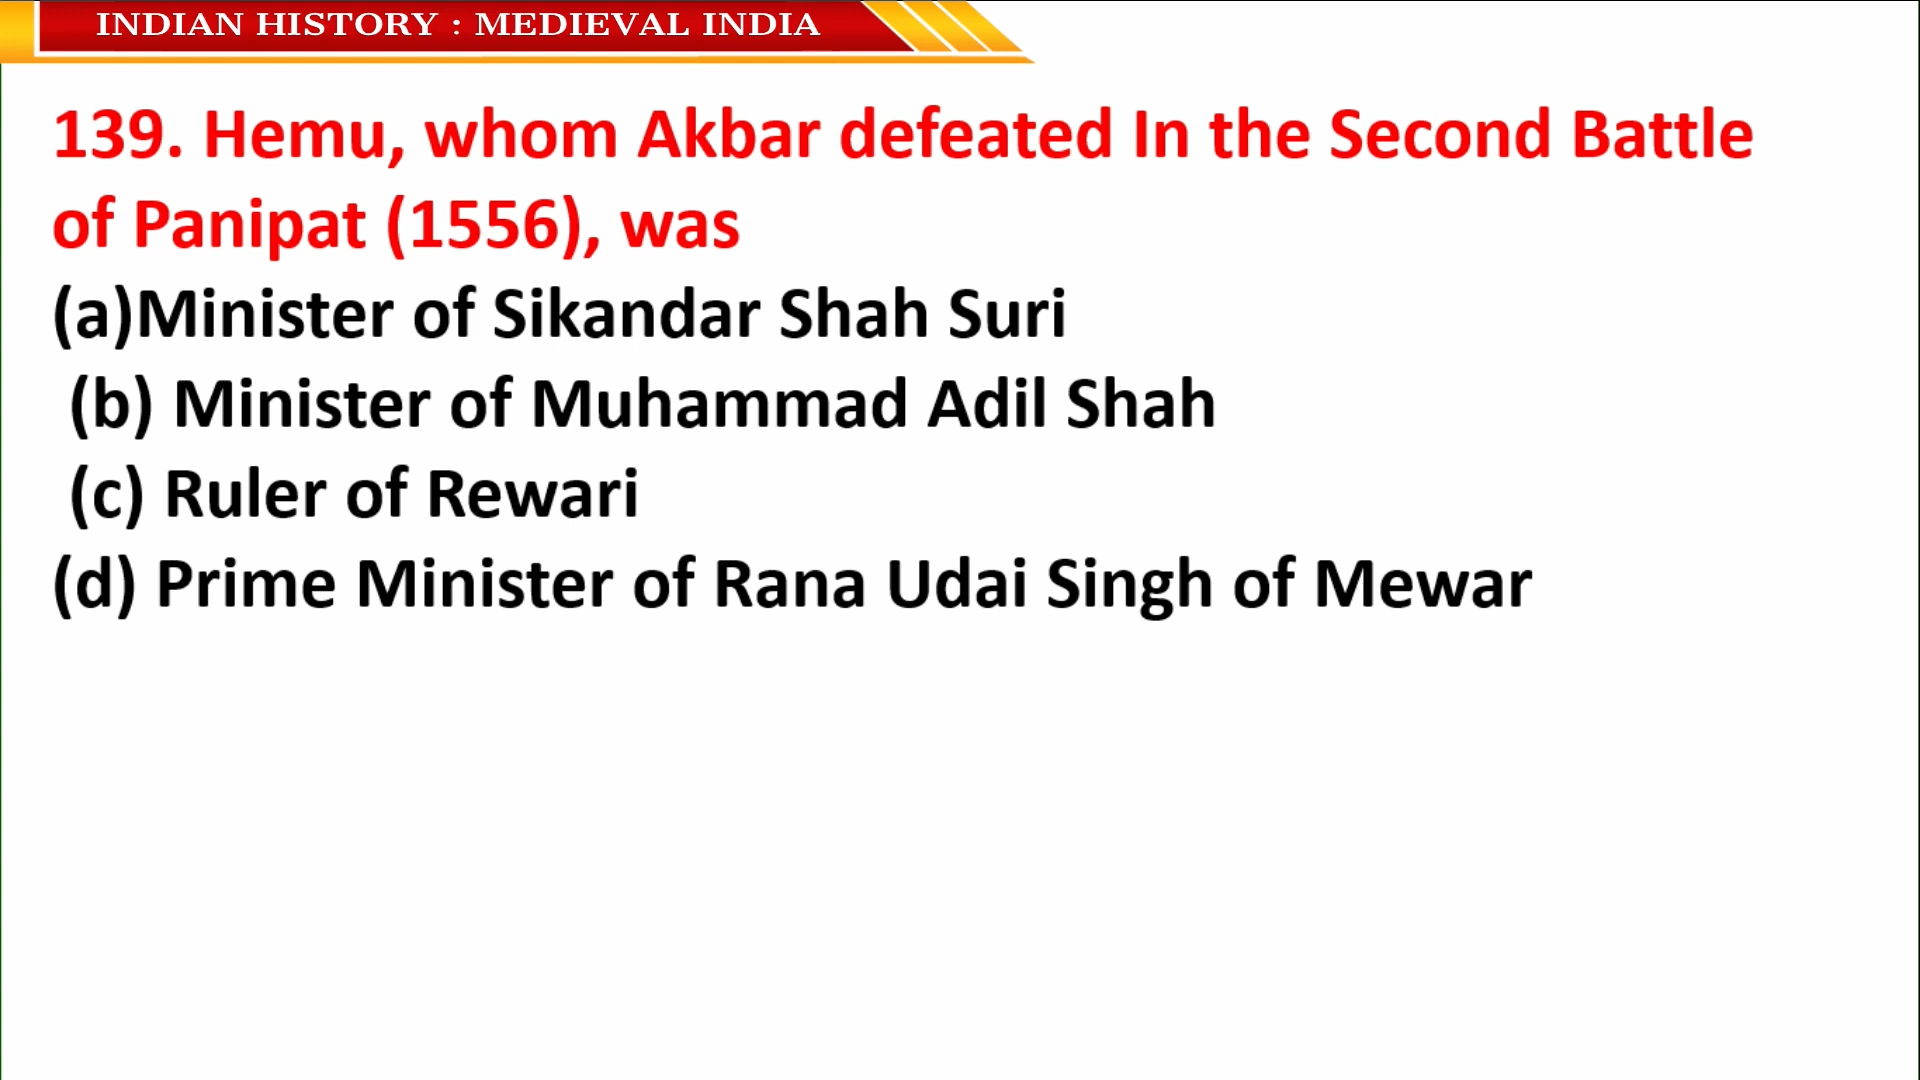 INDIAN HISTORY : MEDIEVAL INDIA
139. Hemu, whom Akbar defeated In the Second Battle
of Panipat (1556), was
(a)Minister of Sikandar Shah Suri
(b) Minister of Muhammad Adil Shah
(c) Ruler of Rewari
(d) Prime Minister of Rana Udai Singh of Mewar